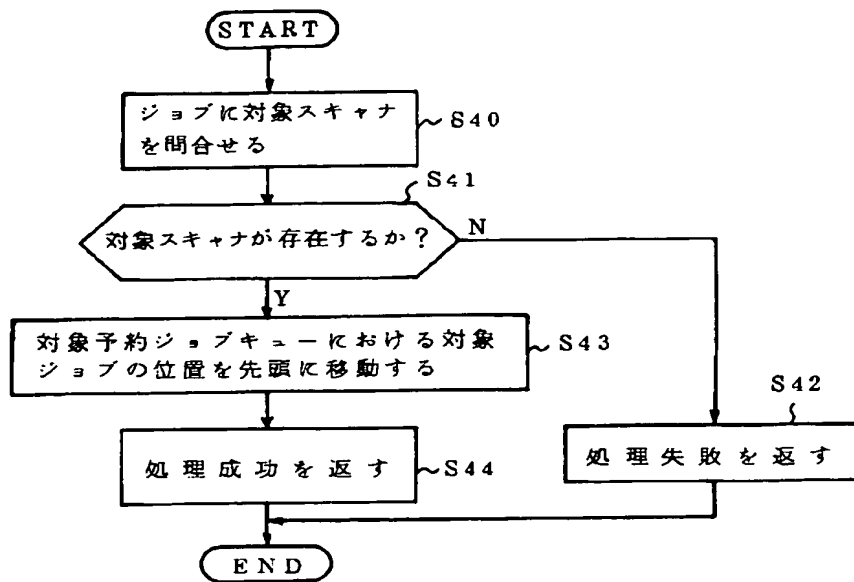 START
ジョブに対象スキャナ
を問合せる
S40
S41
対象スキャナが存在するか?
N
Y
対象予約ジョブキューにおける対象
ジョブの位置を先頭に移動する
S43
S42
処理失敗を返す
処理成功を返す
S44
END